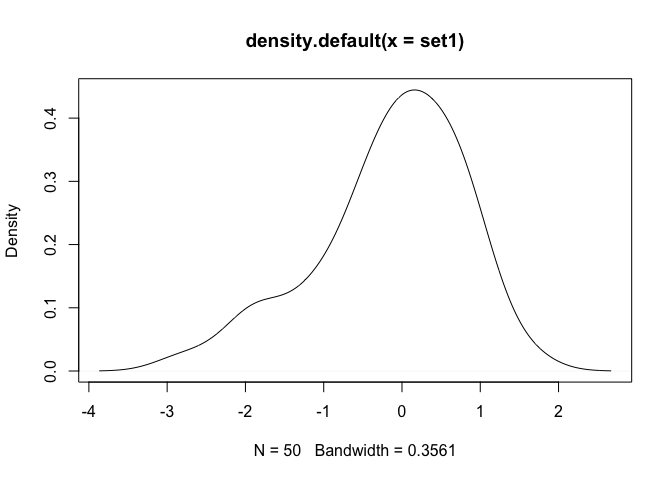 density.default(x = set1)
Density
0.0
0.1
0.2
0.3
0.4
-4 -3 -2 -1 0 1 2
N = 50 Bandwidth = 0.3561